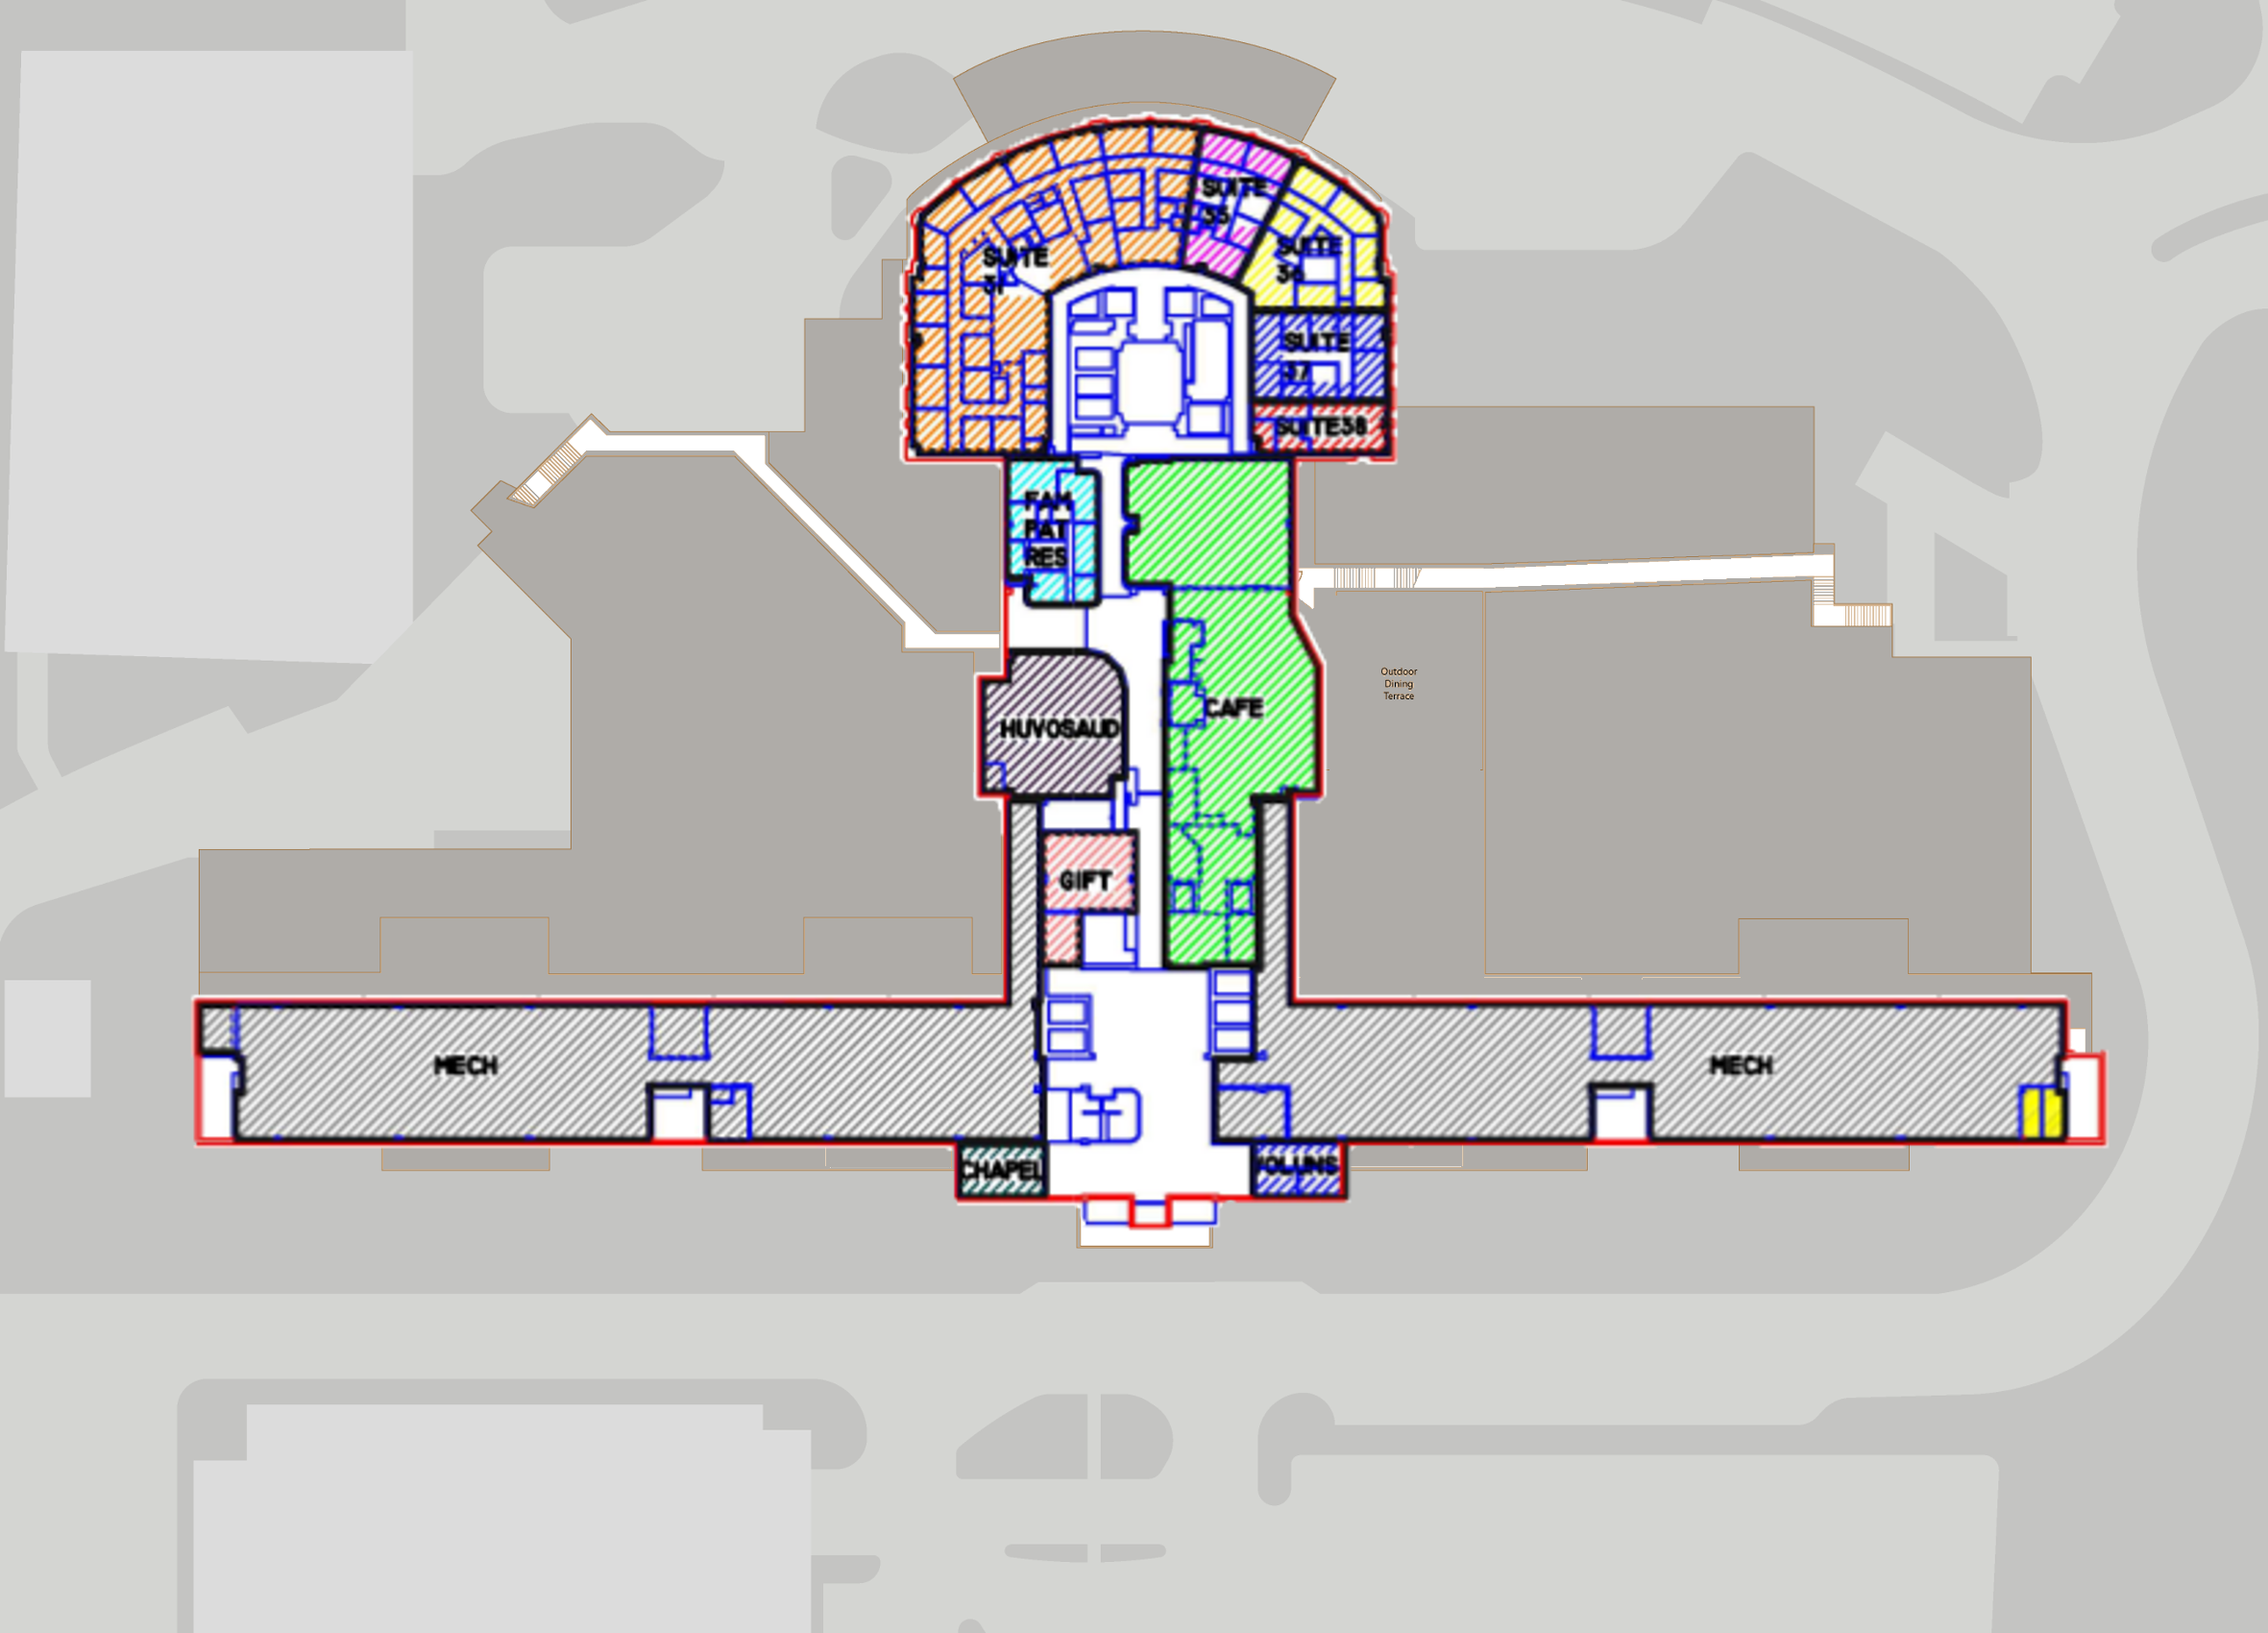 SUITE
35
SUITE
31
SUITE
36
SUITE
37
SUITE38
FAM
PAT
RES
Outdoor
Dining
Terrace
CAFE
HUVOSAUD
GIFT
MECH
MECH
CHAPEL